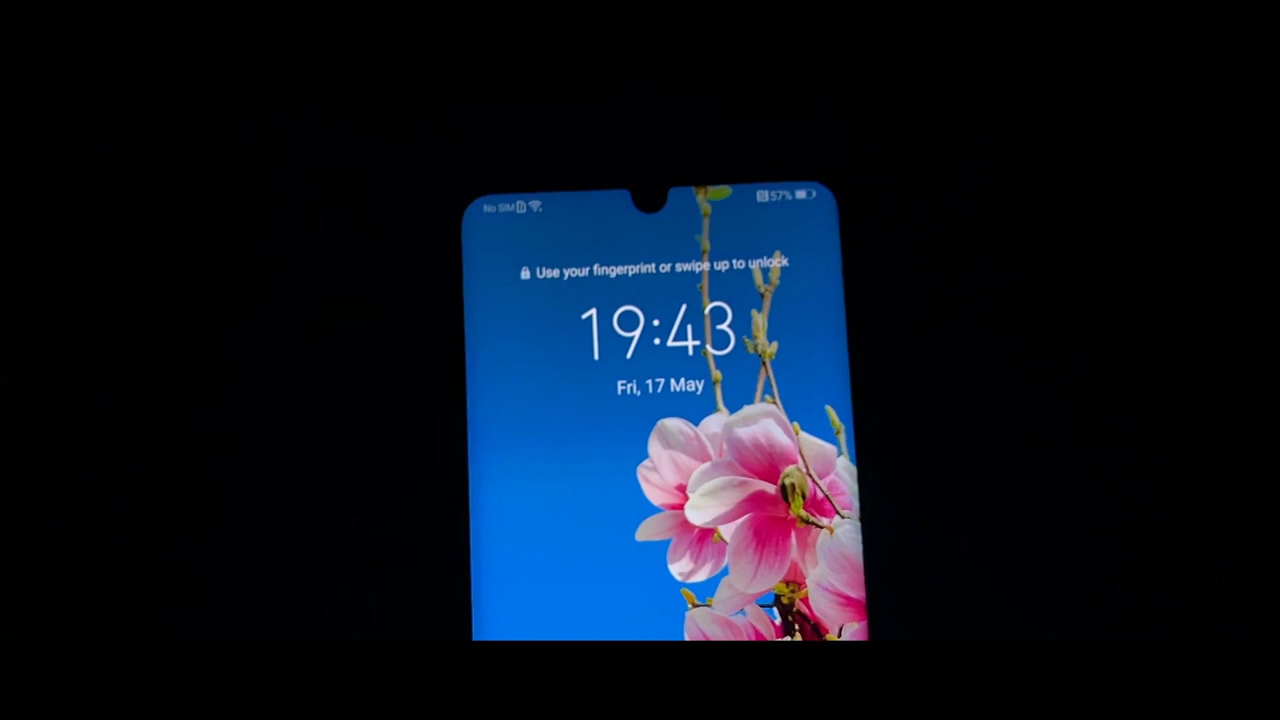 No SIM
57%
Use your fingerprint or swipe up to unlock
19:43
Fri, 17 May